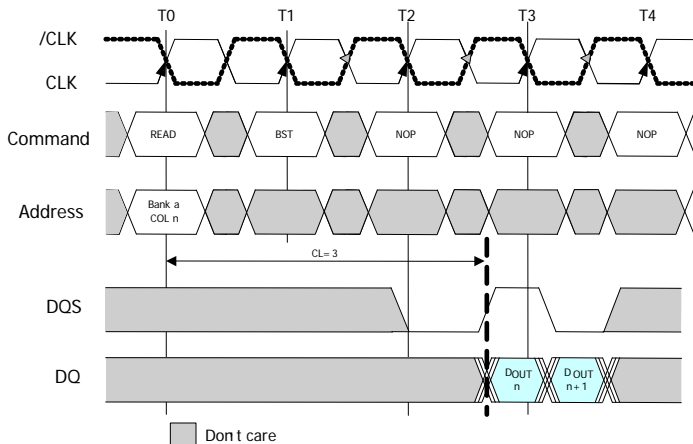 T0 T1 T2 T3 T4
/CLK
CLK
Command READ BST NOP NOP NOP
Address Bank a
COL n
CL= 3
DQS
DQ DOUT n DOUT n+1
Don't care